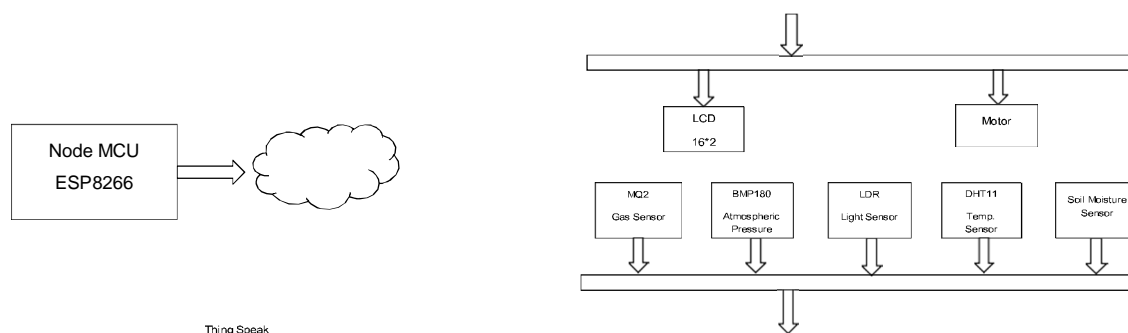 Node MCU
ESP8266
Thing Speak
LCD
16*2
Motor
MQ2
Gas Sensor
BMP180
Atmospheric
Pressure
LDR
Light Sensor
DHT11
Temp.
Sensor
Soil Moisture
Sensor